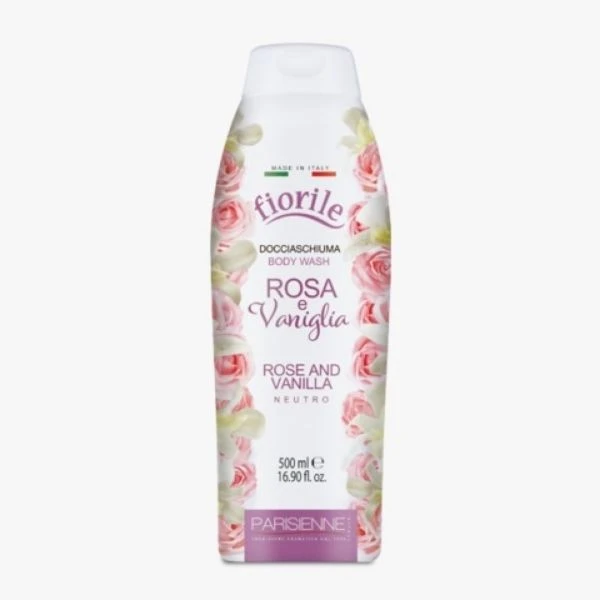 MADE IN ITALY
fiorile
DOCCIASCHIUMA
BODY WASH
ROSA
e
Vaniglia
ROSE AND
VANILLA
NEUTRO
500 ml ℮
16.90 fl. oz.
PARISIENNE